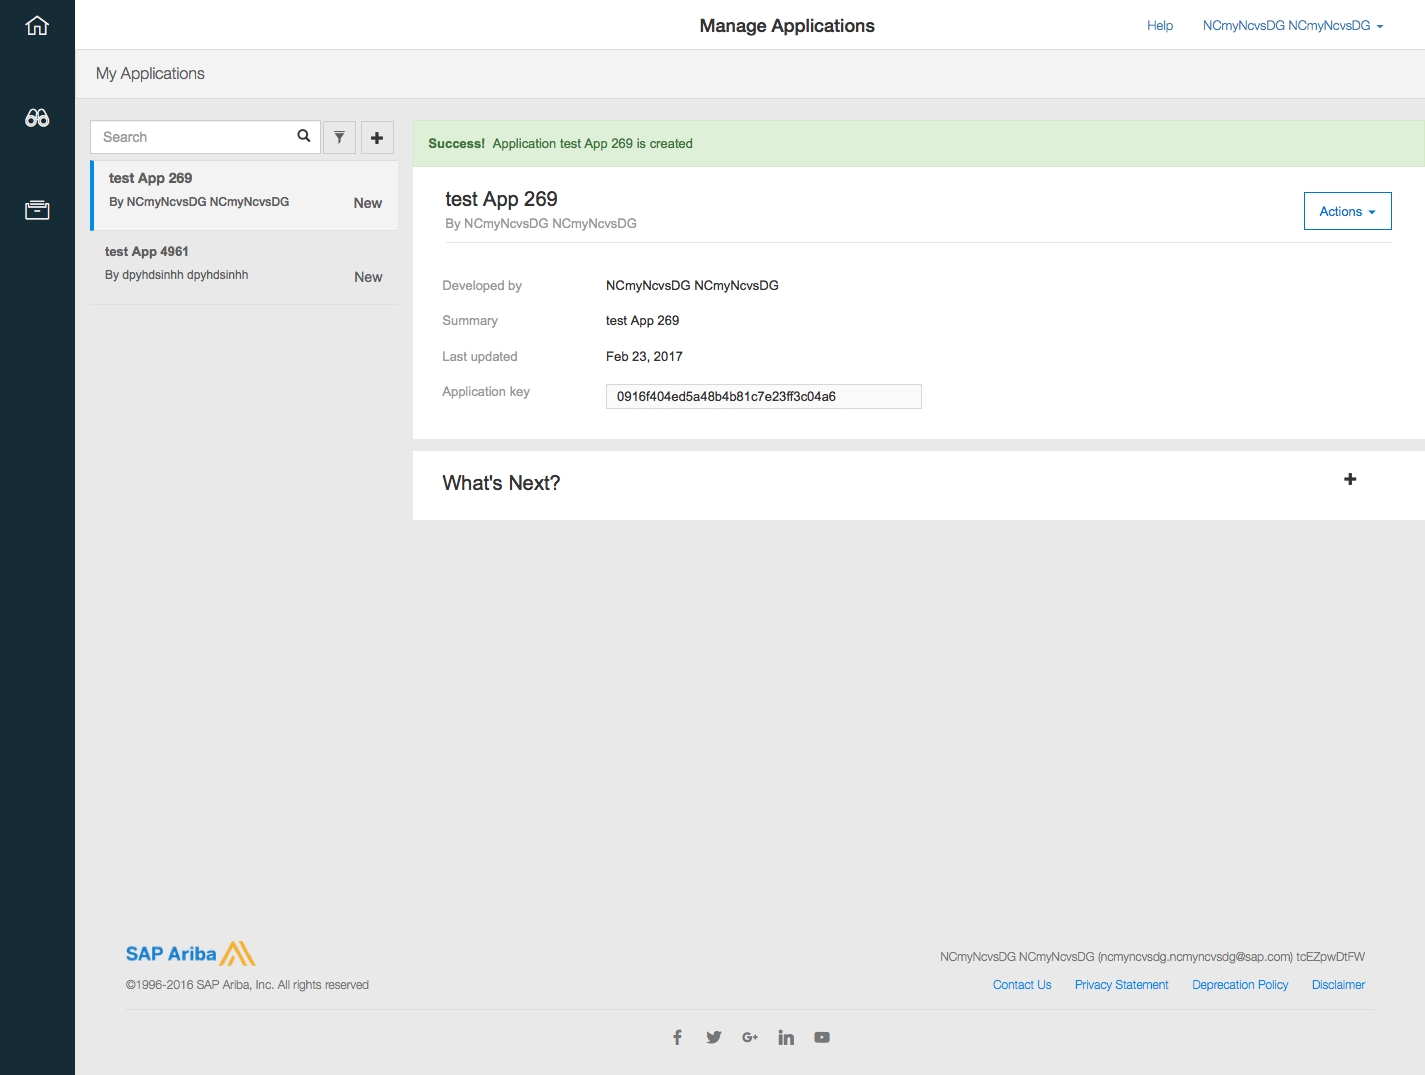 Manage Applications
Help
NCmyNcvsDG NCmyNcvsDG
My Applications
Search
test App 269
By NCmyNcvsDG NCmyNcvsDG
New
test App 4961
By dpyhdsinhh dpyhdsinhh
New
Success! Application test App 269 is created
test App 269
By NCmyNcvsDG NCmyNcvsDG
Actions
Developed by NCmyNcvsDG NCmyNcvsDG
Summary test App 269
Last updated Feb 23, 2017
Application key 0916f404ed5a48b4b81c7e23ff3c04a6
What's Next?
SAP Ariba
©1996-2016 SAP Ariba, Inc. All rights reserved
NCmyNcvsDG NCmyNcvsDG (ncmyncvsdg.ncmyncvsdg@sap.com) tcEZpwDtFW
Contact Us Privacy Statement Deprecation Policy Disclaimer